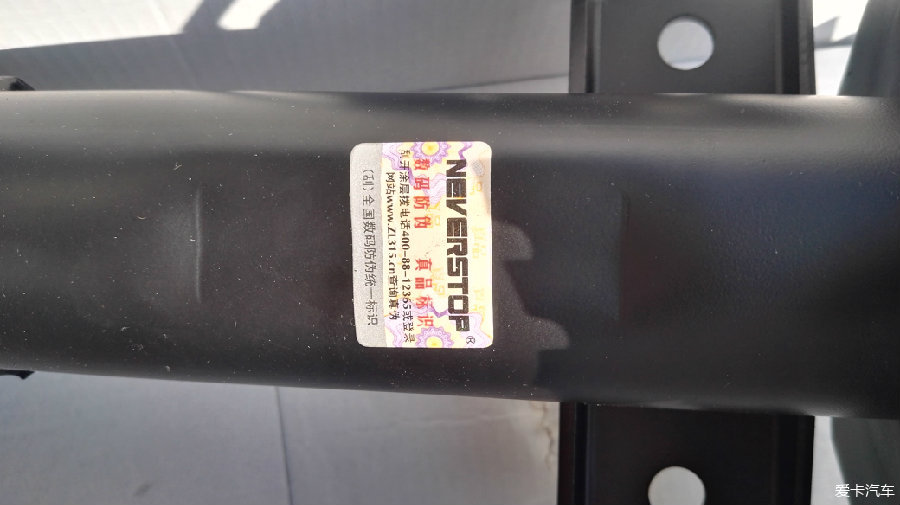 NEVERSTOP®
数码防伪 真品标识
刮开涂层拨电话400-88-12365或登录
网站www.ZL315.cn查询真伪
全国数码防伪统一标识
爱卡汽车